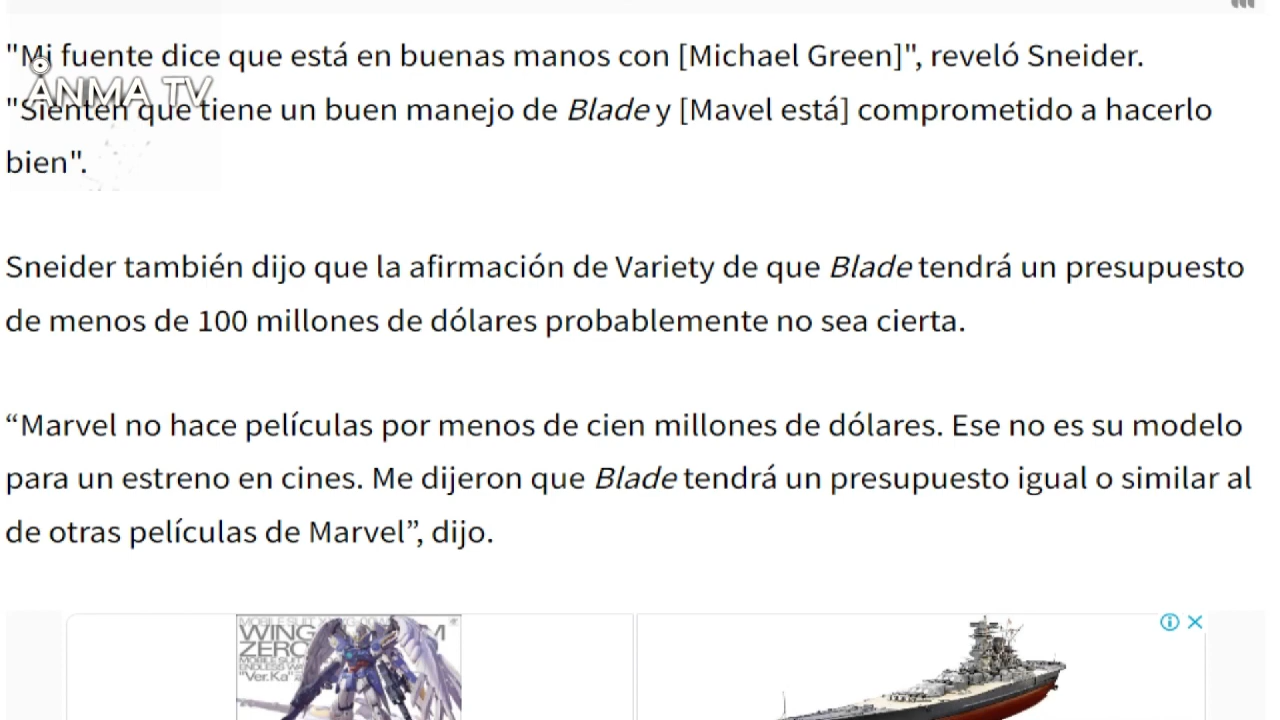 "Mi fuente dice que está en buenas manos con [Michael Green]", reveló Sneider.
ANMA TV
"Sienten que tiene un buen manejo de Blade y [Mavel está] comprometido a hacerlo
bien".
Sneider también dijo que la afirmación de Variety de que Blade tendrá un presupuesto
de menos de 100 millones de dólares probablemente no sea cierta.
“Marvel no hace películas por menos de cien millones de dólares. Ese no es su modelo
para un estreno en cines. Me dijeron que Blade tendrá un presupuesto igual o similar al
de otras películas de Marvel”, dijo.
WING
ZERO
"Ver.Ka"